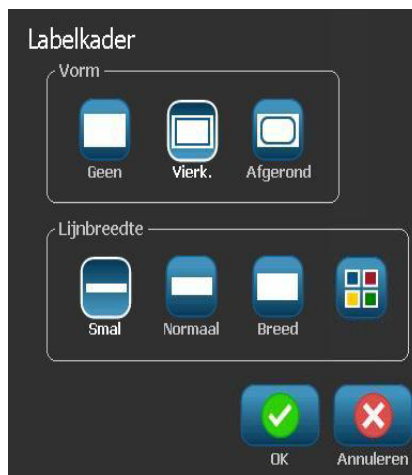 Labelkader
Vorm
Geen Vierk. Afgerond
Lijnbreedte
Smal Normaal Breed
OK Annuleren